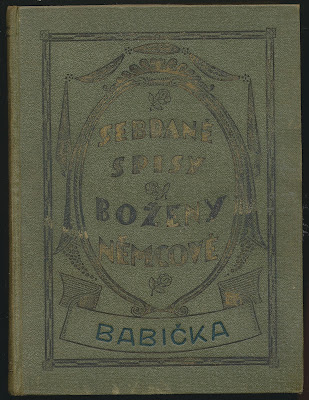 SEBRANÉ
SPISY
BOŽENY
NĚMCOVÉ
BABIČKA